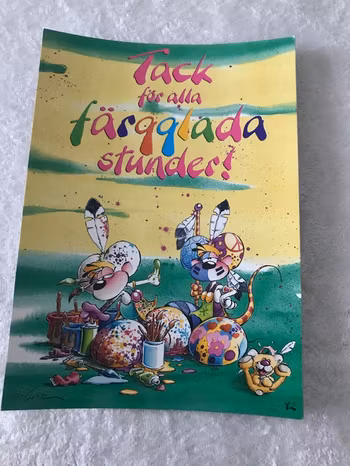 Tack
för alla
färgglada
stunder!